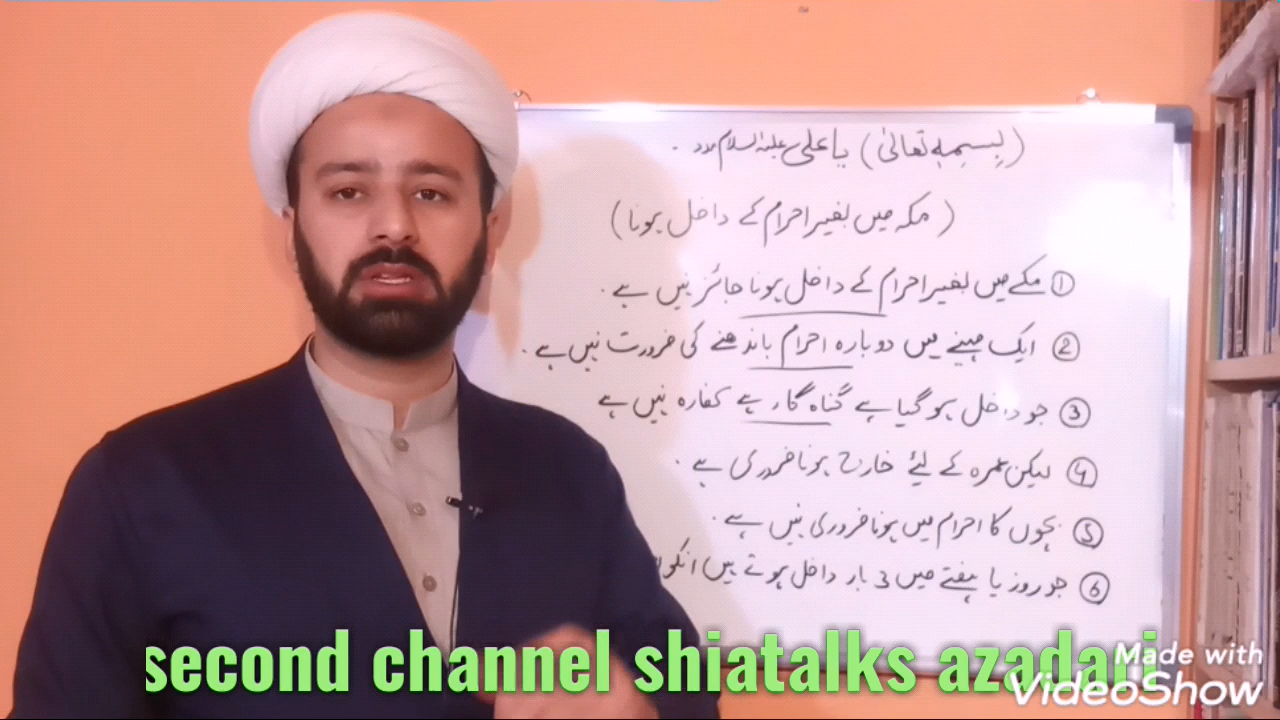 (بسمہ تعالیٰ) یا علی علیہ السلام مدد .
(مکہ میں بغیر احرام کے داخل ہونا)
① مکے میں بغیر احرام کے داخل ہونا جائز نہیں ہے .
② ایک مہینے میں دوبارہ احرام باندھنے کی ضرورت نہیں ہے .
③ جو داخل ہو گیا ہے گناہ گار ہے کفارہ نہیں ہے
④ لیکن عمرہ کے لیئے خارج ہونا ضروری ہے .
⑤ بچوں کا احرام میں ہونا ضروری نہیں ہے .
⑥ جو روز یا ہفتے میں 3 بار داخل ہوتے ہیں
second channel shiatalks azadari
Made with
VideoShow